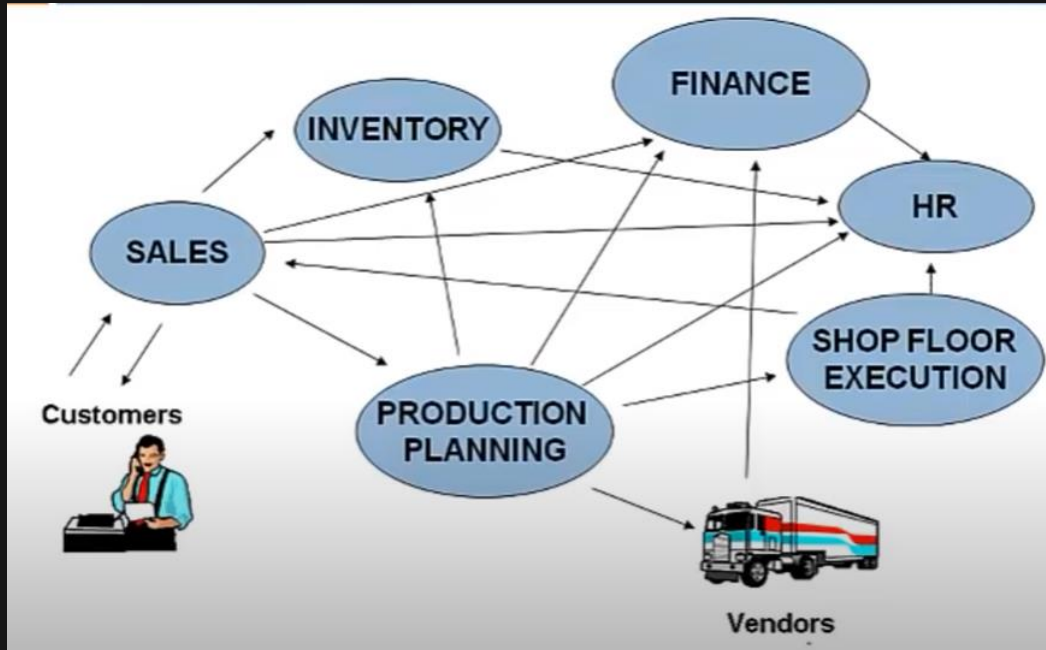 FINANCE
INVENTORY
HR
SALES
SHOP FLOOR
EXECUTION
Customers
PRODUCTION
PLANNING
Vendors